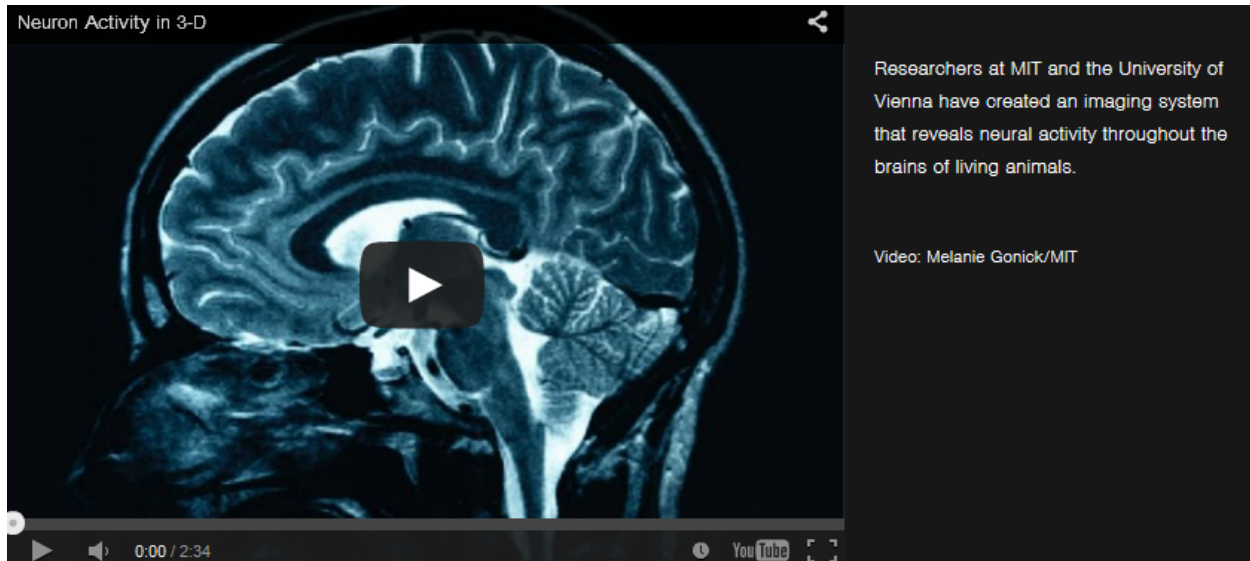 Neuron Activity in 3-D
Researchers at MIT and the University of
Vienna have created an imaging system
that reveals neural activity throughout the
brains of living animals.
Video: Melanie Gonick/MIT
0:00 / 2:34
YouTube